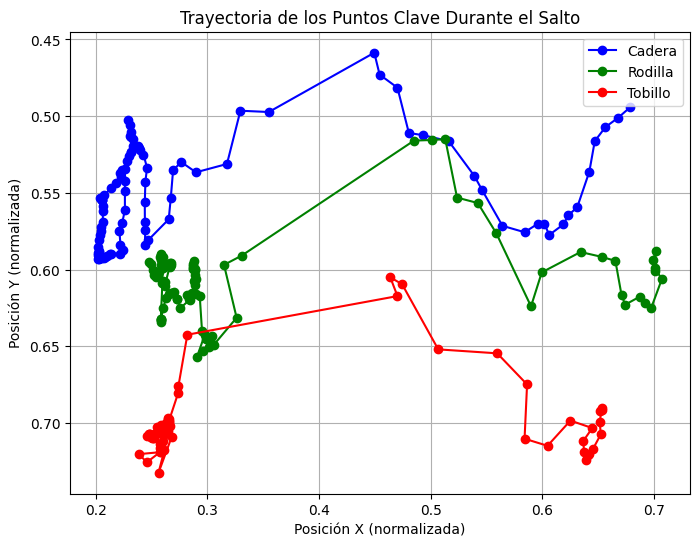 Trayectoria de los Puntos Clave Durante el Salto
Cadera
Rodilla
Tobillo
Posición Y (normalizada)
0.45
0.50
0.55
0.60
0.65
0.70
0.2
0.3
0.4
0.5
0.6
0.7
Posición X (normalizada)